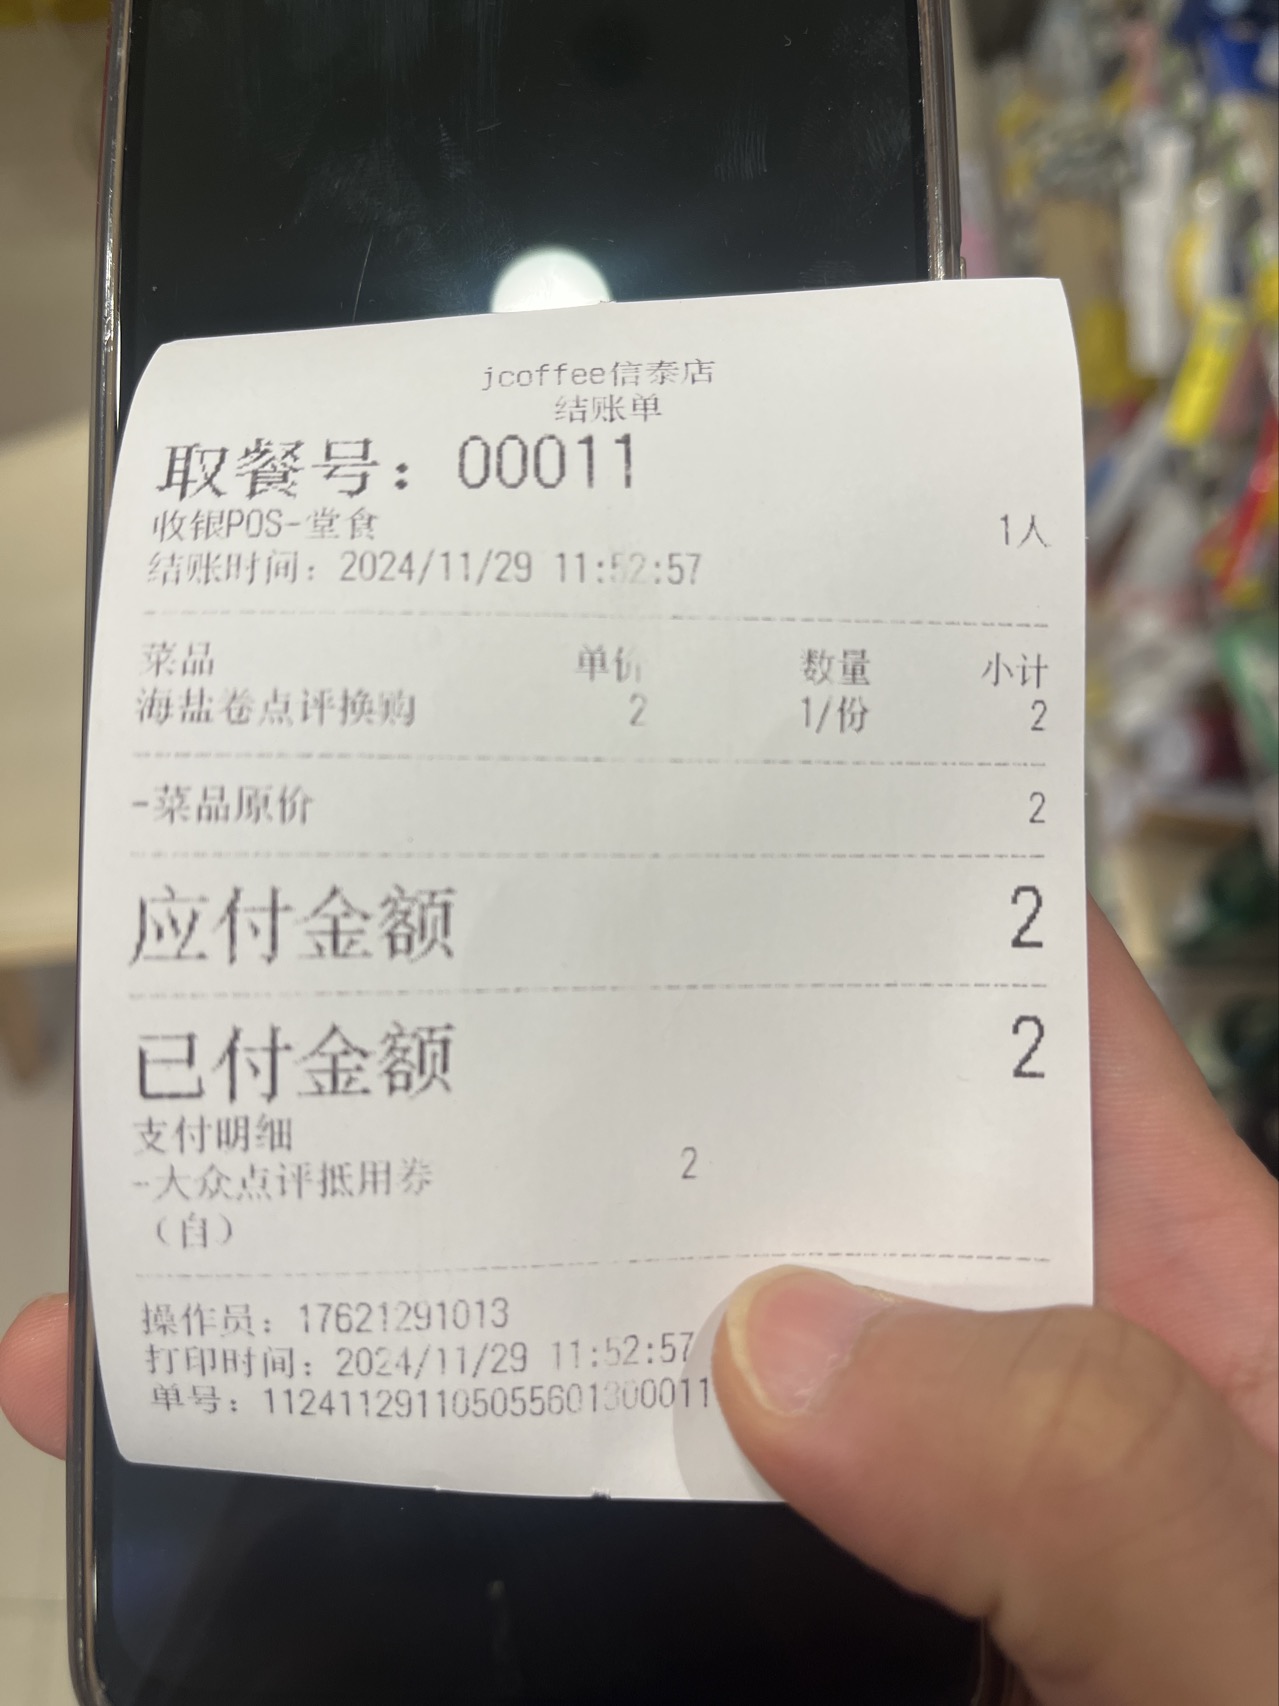 jcoffee信泰店
结账单
取餐号：00011
收银POS-堂食 1人
结账时间：2024/11/29 11:52:57
菜品 单价 数量 小计
海盐卷点评换购 2 1/份 2
-菜品原价 2
应付金额 2
已付金额 2
支付明细
-大众点评抵用券 2
（自）
操作员：17621291013
打印时间：2024/11/29 11:52:57
单号：112411291105055601300011